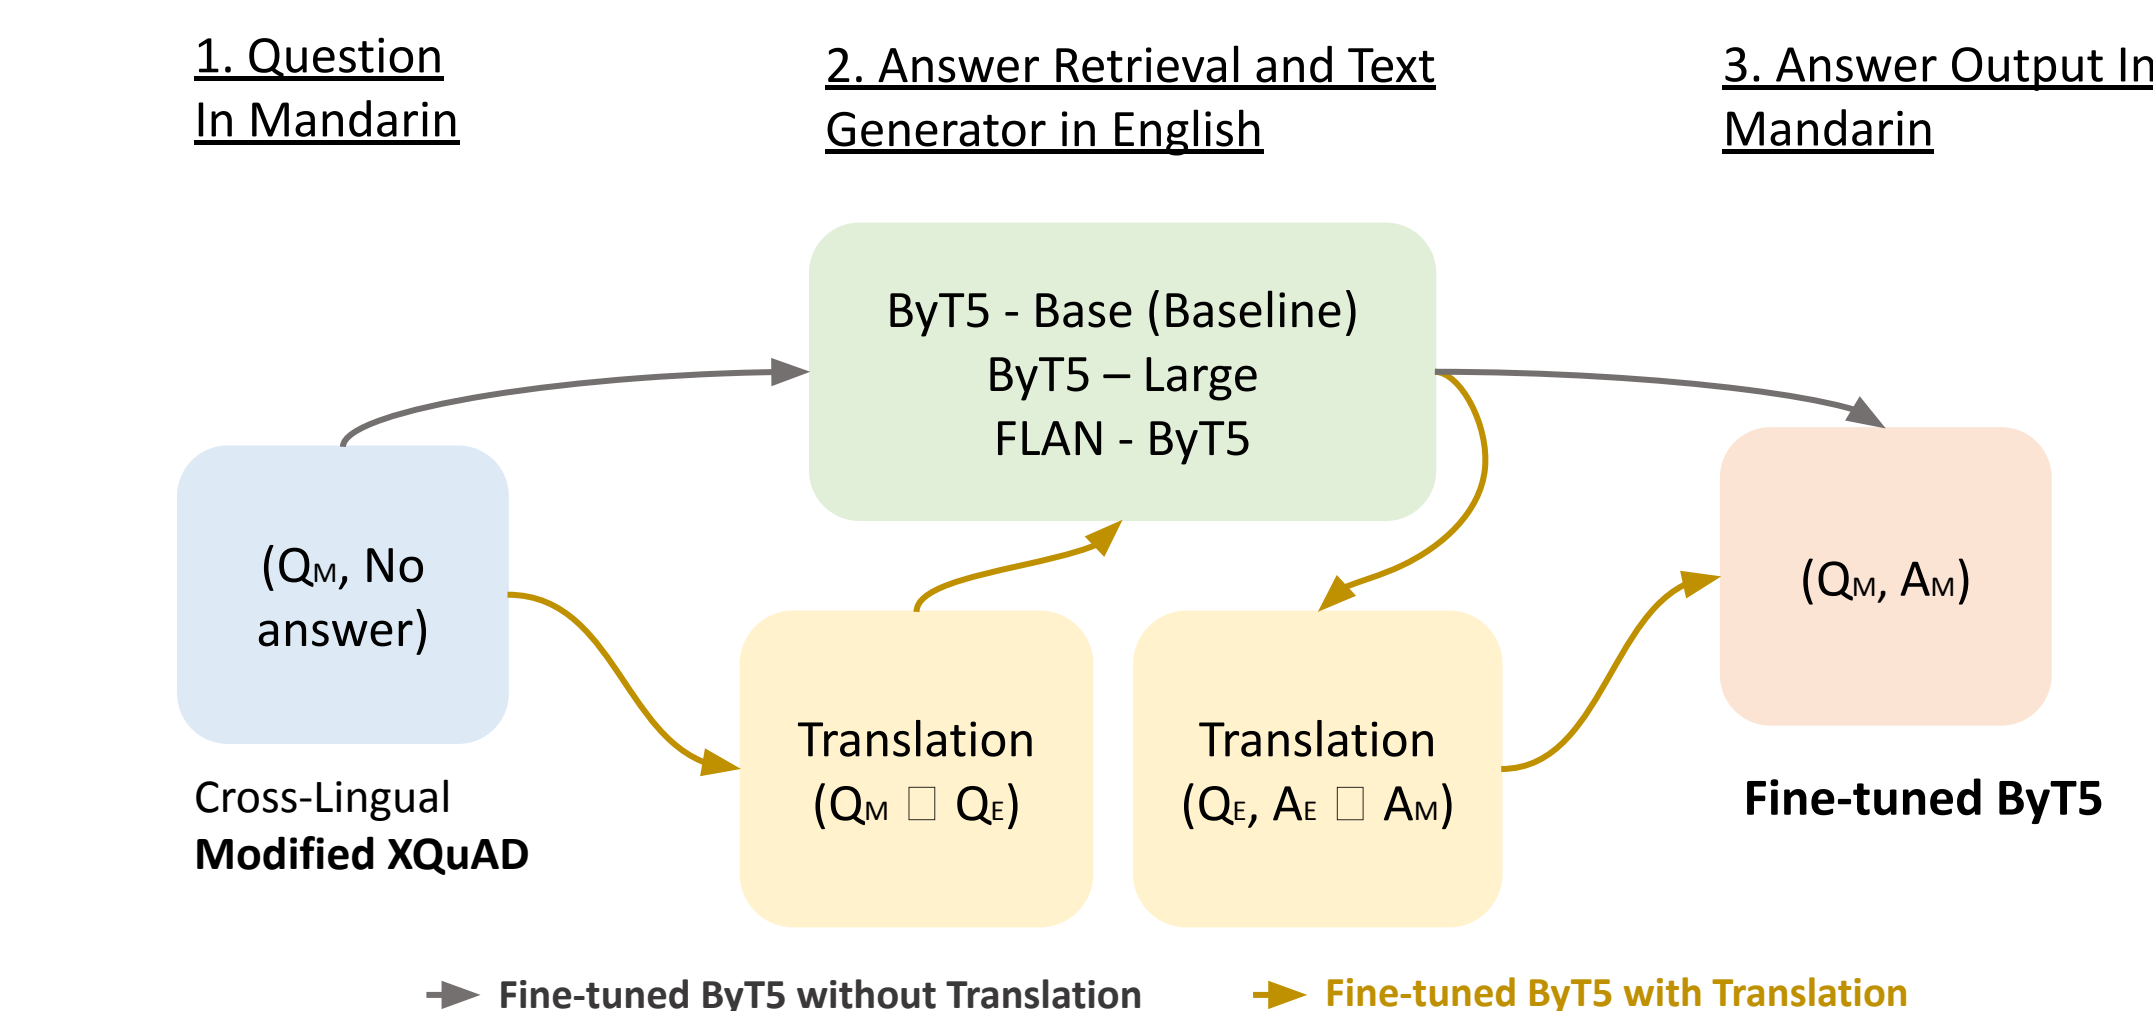 1. Question
In Mandarin
2. Answer Retrieval and Text
Generator in English
3. Answer Output In
Mandarin
ByT5 - Base (Baseline)
ByT5 – Large
FLAN - ByT5
(QM, No
answer)
Translation
(QM □ QE)
Translation
(QE, AE □ AM)
(QM, AM)
Cross-Lingual
Modified XQuAD
Fine-tuned ByT5
Fine-tuned ByT5 without Translation
Fine-tuned ByT5 with Translation